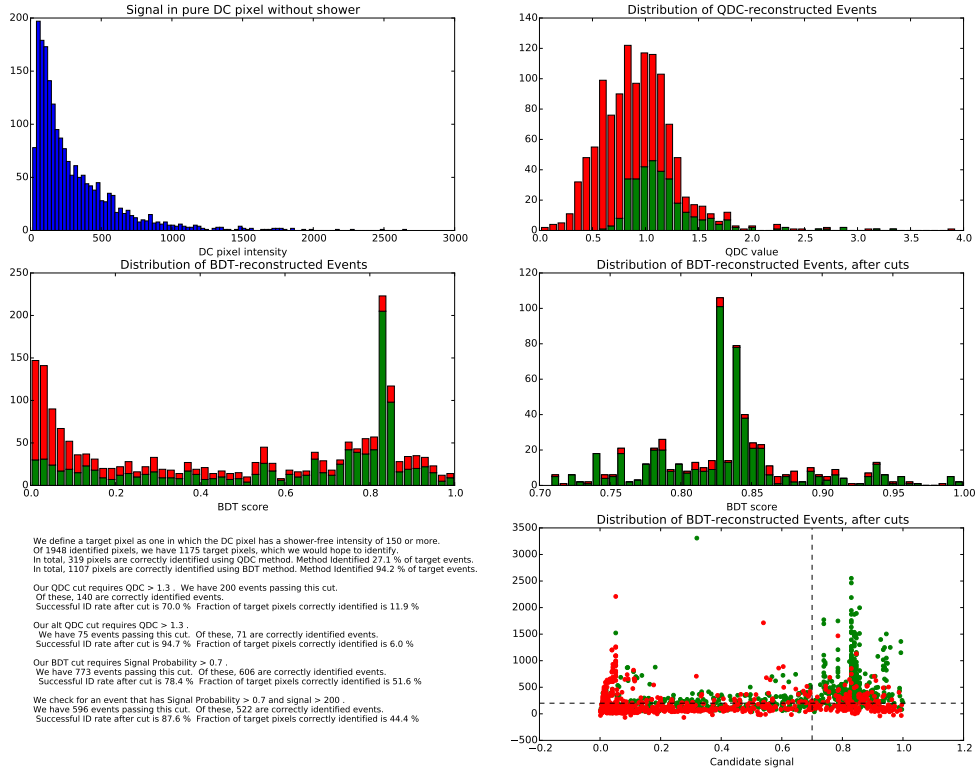 Signal in pure DC pixel without shower
200
150
100
50
0
0 500 1000 1500 2000 2500 3000
DC pixel intensity
Distribution of QDC-reconstructed Events
140
120
100
80
60
40
20
0
0.0 0.5 1.0 1.5 2.0 2.5 3.0 3.5 4.0
QDC value
Distribution of BDT-reconstructed Events
250
200
150
100
50
0
0.0 0.2 0.4 0.6 0.8 1.0
BDT score
Distribution of BDT-reconstructed Events, after cuts
120
100
80
60
40
20
0
0.70 0.75 0.80 0.85 0.90 0.95 1.00
BDT score
We define a target pixel as one in which the DC pixel has a shower-free intensity of 150 or more.
Of 1948 identified pixels, we have 1175 target pixels, which we would hope to identify.
In total, 319 pixels are correctly identified using QDC method. Method Identified 27.1 % of target events.
In total, 1107 pixels are correctly identified using BDT method. Method Identified 94.2 % of target events.
Our QDC cut requires QDC > 1.3 . We have 200 events passing this cut.
Of these, 140 are correctly identified events.
Successful ID rate after cut is 70.0 % Fraction of target pixels correctly identified is 11.9 %
Our alt QDC cut requires QDC > 1.3 .
We have 75 events passing this cut. Of these, 71 are correctly identified events.
Successful ID rate after cut is 94.7 % Fraction of target pixels correctly identified is 6.0 %
Our BDT cut requires Signal Probability > 0.7 .
We have 773 events passing this cut. Of these, 606 are correctly identified events.
Successful ID rate after cut is 78.4 % Fraction of target pixels correctly identified is 51.6 %
We check for an event that has Signal Probability > 0.7 and signal > 200 .
We have 596 events passing this cut. Of these, 522 are correctly identified events.
Successful ID rate after cut is 87.6 % Fraction of target pixels correctly identified is 44.4 %
Distribution of BDT-reconstructed Events, after cuts
3500
3000
2500
2000
1500
1000
500
0
−500
−0.2 0.0 0.2 0.4 0.6 0.8 1.0 1.2
Candidate signal